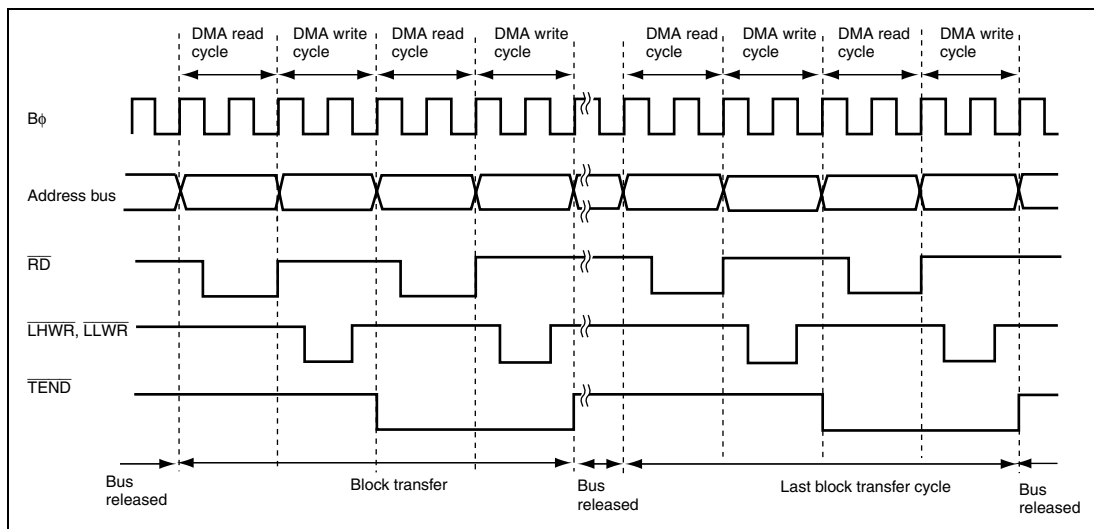 DMA read cycle
DMA write cycle
DMA read cycle
DMA write cycle
DMA read cycle
DMA write cycle
DMA read cycle
DMA write cycle
Bϕ
Address bus
RD
LHWR, LLWR
TEND
Bus released
Block transfer
Bus released
Last block transfer cycle
Bus released